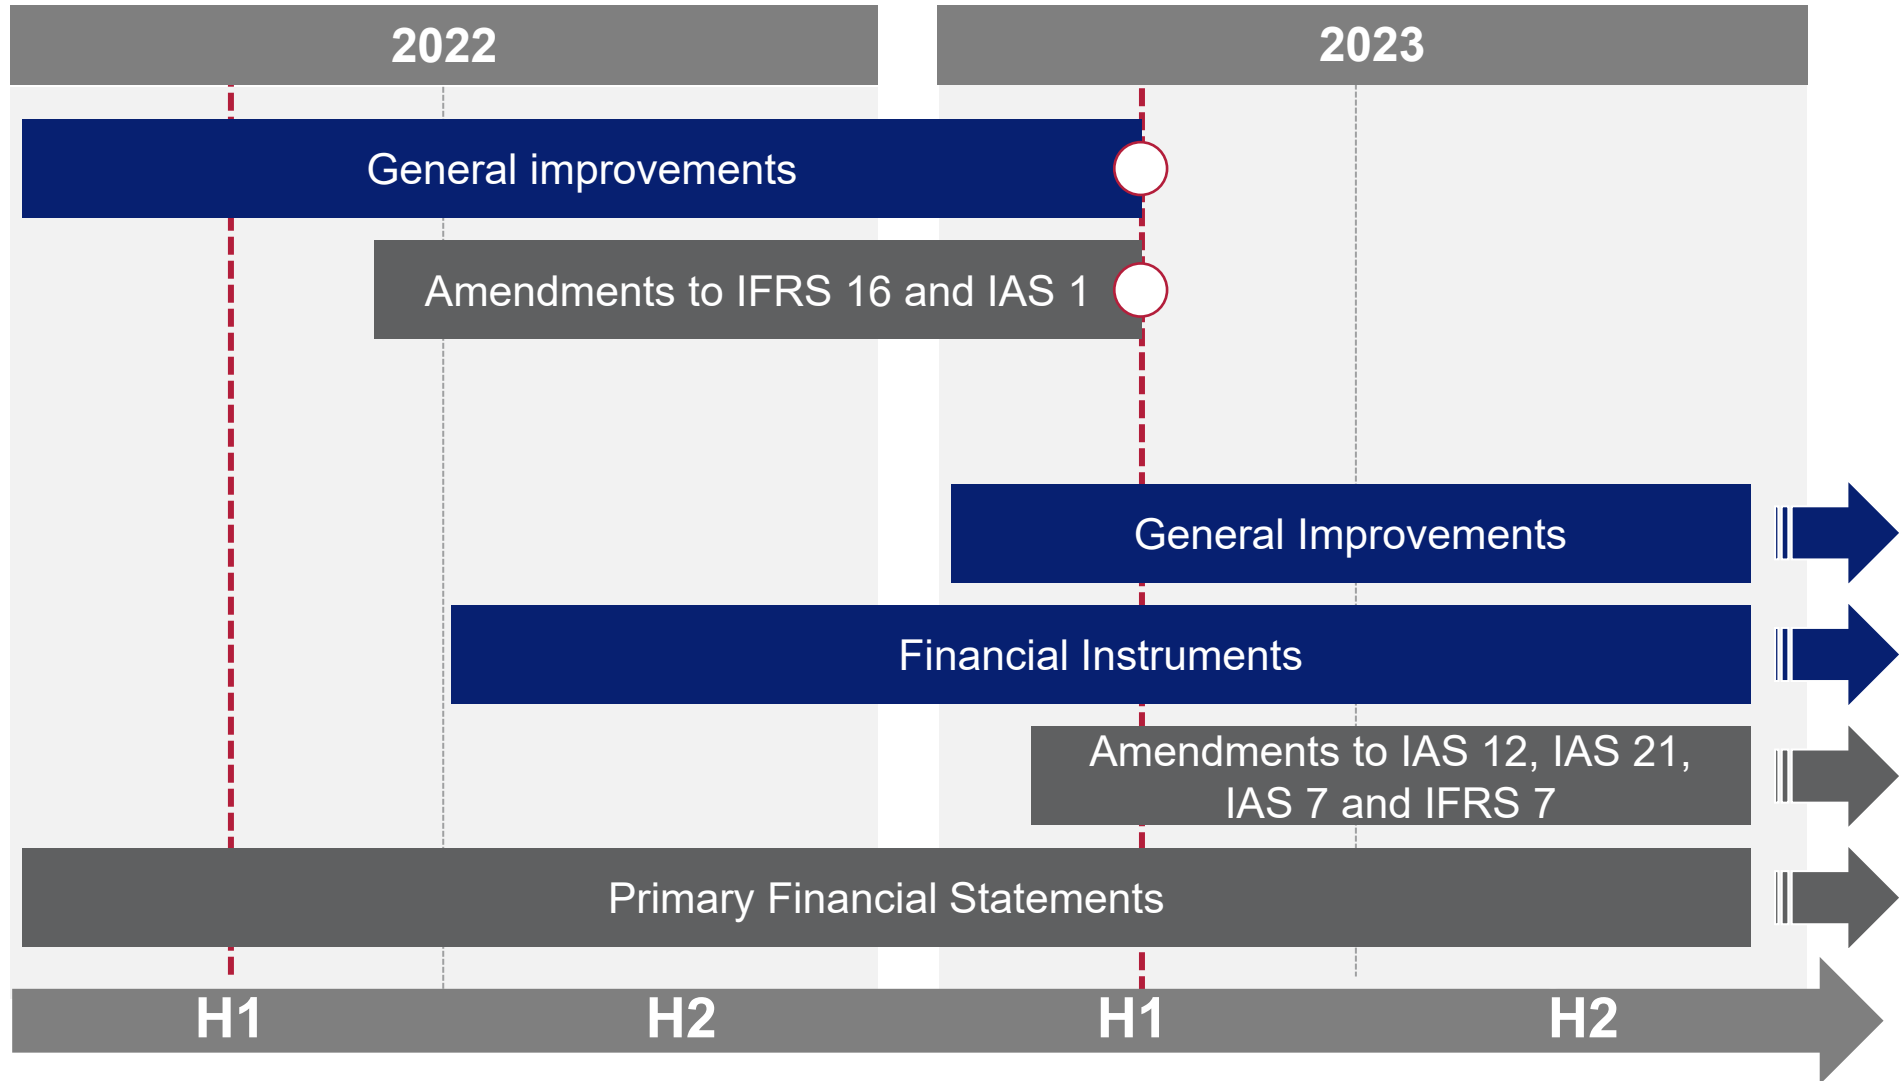 2022
2023
General improvements
Amendments to IFRS 16 and IAS 1
General Improvements
Financial Instruments
Amendments to IAS 12, IAS 21,
IAS 7 and IFRS 7
Primary Financial Statements
H1
H2
H1
H2